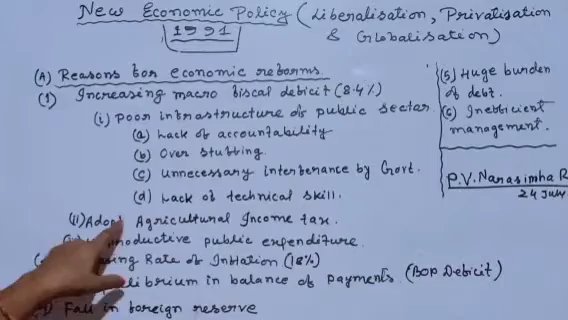 New Economic Policy (Liberalisation, Privatisation & Globalisation)
1991
(A) Reasons for economic reforms
(1) Increasing macro fiscal deficit (8.4%)
(i) Poor infrastructure of public sector
(a) Lack of accountability
(b) Over stuffing.
(c) Unnecessary interfenance by Govt.
(d) Lack of technical skill.
(ii) Adopt Agricultural Income tax.
productive public expenditure.
Rate of Inflation (18%)
in balance of payments (BOP Deficit)
Fall in foreign reserve
(5) Huge burden
of debt.
(6) Inefficient
management.
P.V. Narasimha R
24 July